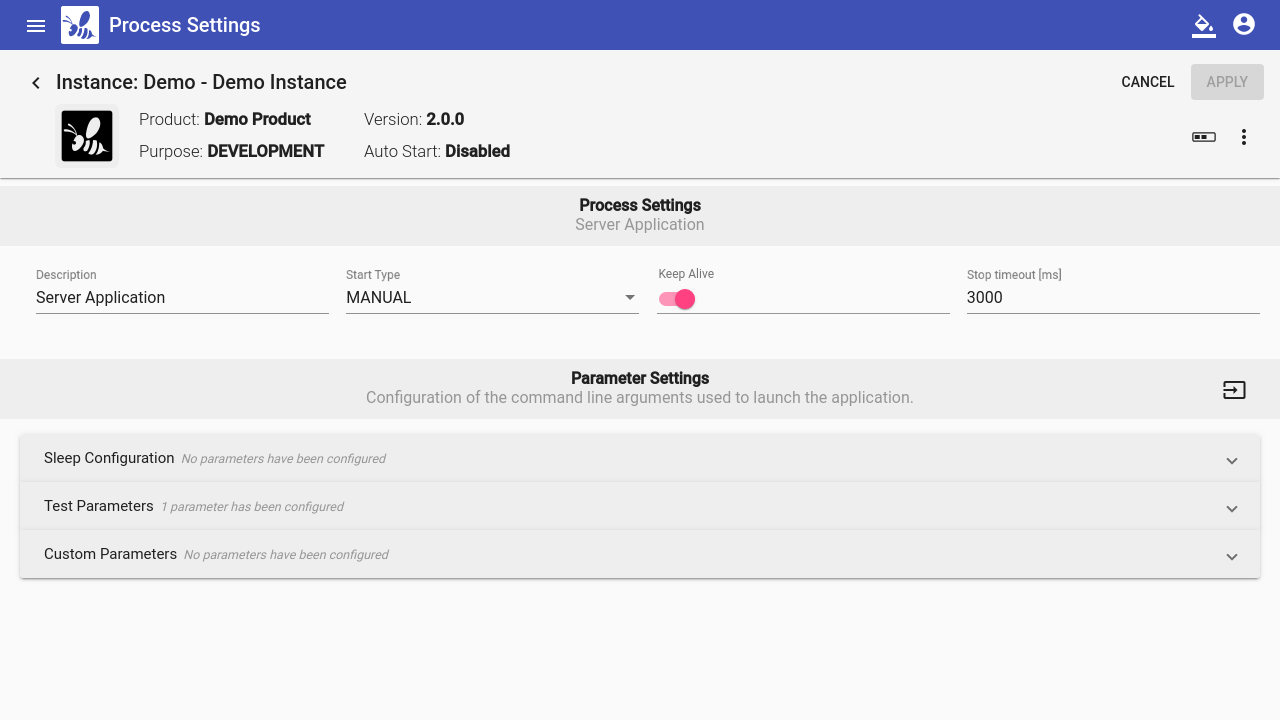 Process Settings
Instance: Demo - Demo Instance
CANCEL
APPLY
Product: Demo Product
Version: 2.0.0
Purpose: DEVELOPMENT
Auto Start: Disabled
Process Settings
Server Application
Description
Start Type
Keep Alive
Stop timeout [ms]
Server Application
MANUAL
3000
Parameter Settings
Configuration of the command line arguments used to launch the application.
Sleep Configuration No parameters have been configured
Test Parameters 1 parameter has been configured
Custom Parameters No parameters have been configured